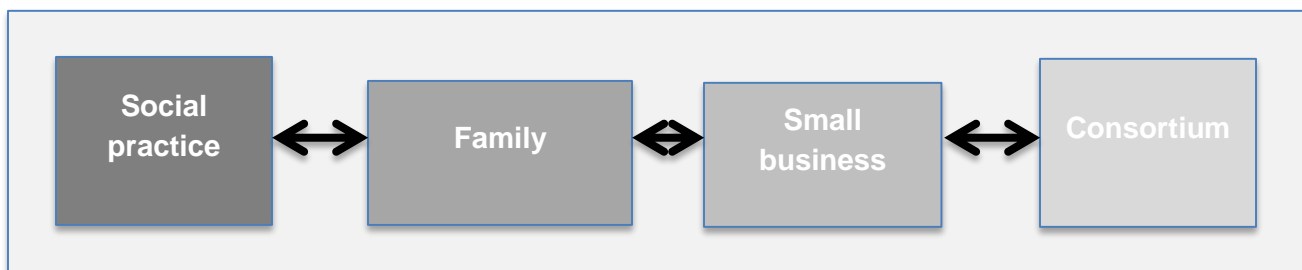 Social
practice
Family
Small
business
Consortium